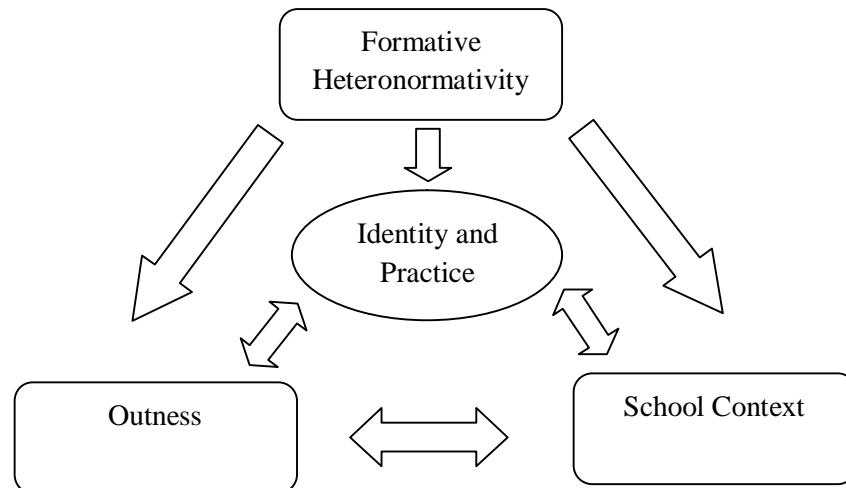 Formative
Heteronormativity
Identity and
Practice
Outness
School Context